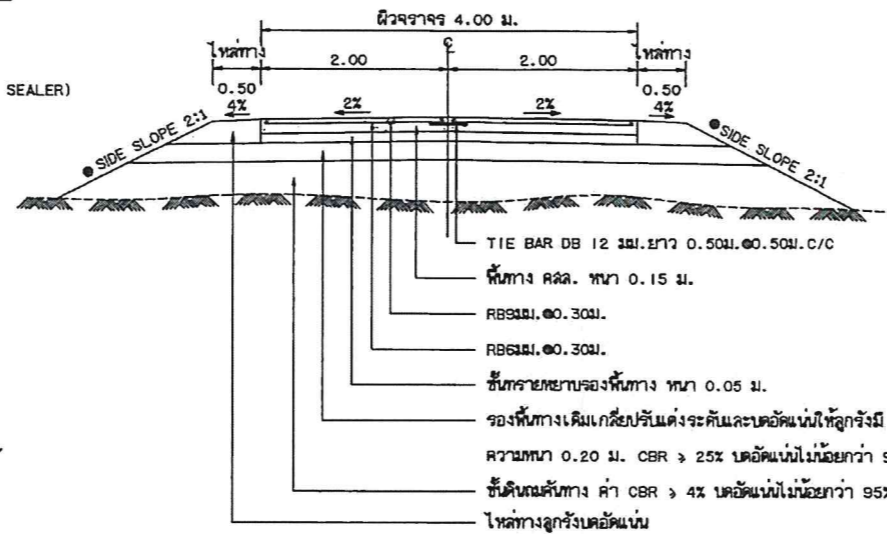 ผิวจราจร 4.00 ม.
ไหล่ทาง ไหล่ทาง
2.00 2.00
SEALER)
0.50 0.50
4% 2% 2% 4%
SIDE SLOPE 2:1 SIDE SLOPE 2:1
TIE BAR DB 12 มม.ยาว 0.50ม.@0.50ม.C/C
พื้นทาง คสล. หนา 0.15 ม.
RB9มม.@0.30ม.
RB6มม.@0.30ม.
ชั้นทรายหยาบรองพื้นทาง หนา 0.05 ม.
รองพื้นทางเดิมเกลี่ยปรับแต่งระดับและบดอัดแน่นให้ลูกรังมี
ความหนา 0.20 ม. CBR > 25% บดอัดแน่นไม่น้อยกว่า 9
ชั้นดินถมคันทาง ค่า CBR > 4% บดอัดแน่นไม่น้อยกว่า 95%
ไหล่ทางลูกรังบดอัดแน่น